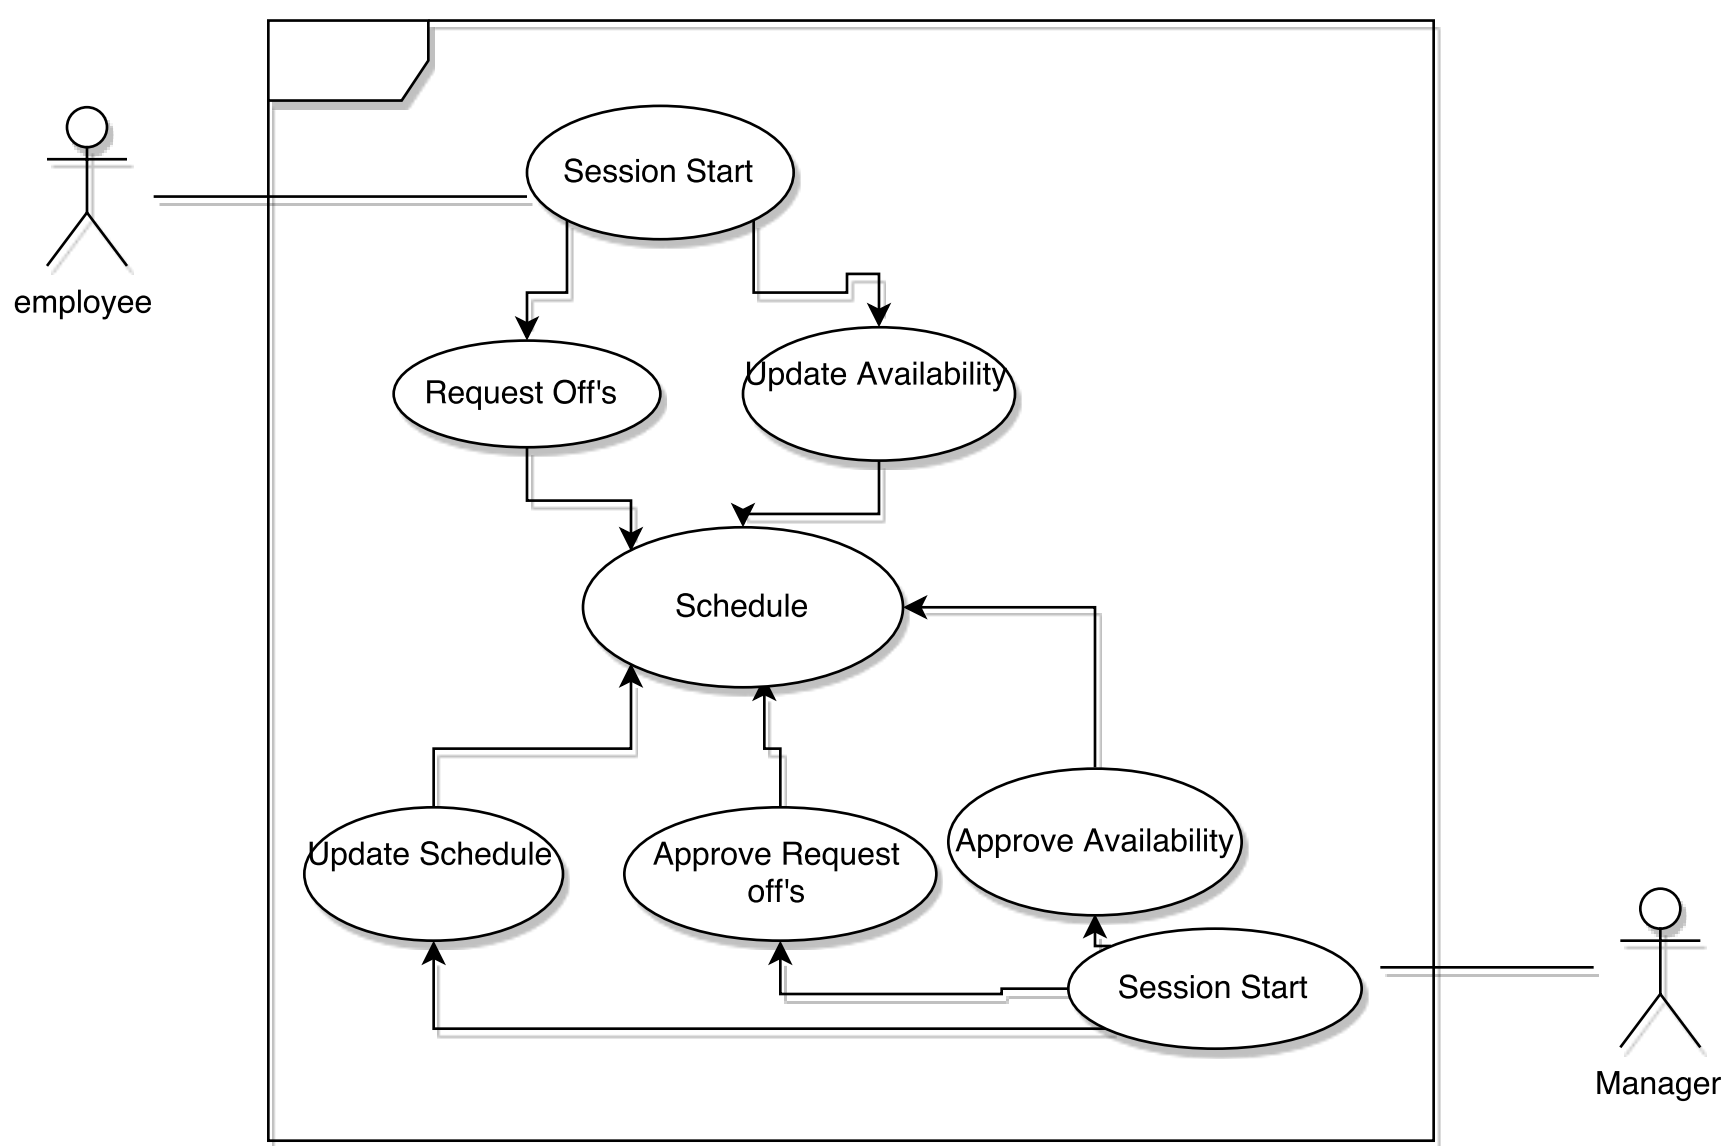 Session Start
employee
Request Off's
Update Availability
Schedule
Update Schedule
Approve Request
off's
Approve Availability
Session Start
Manager